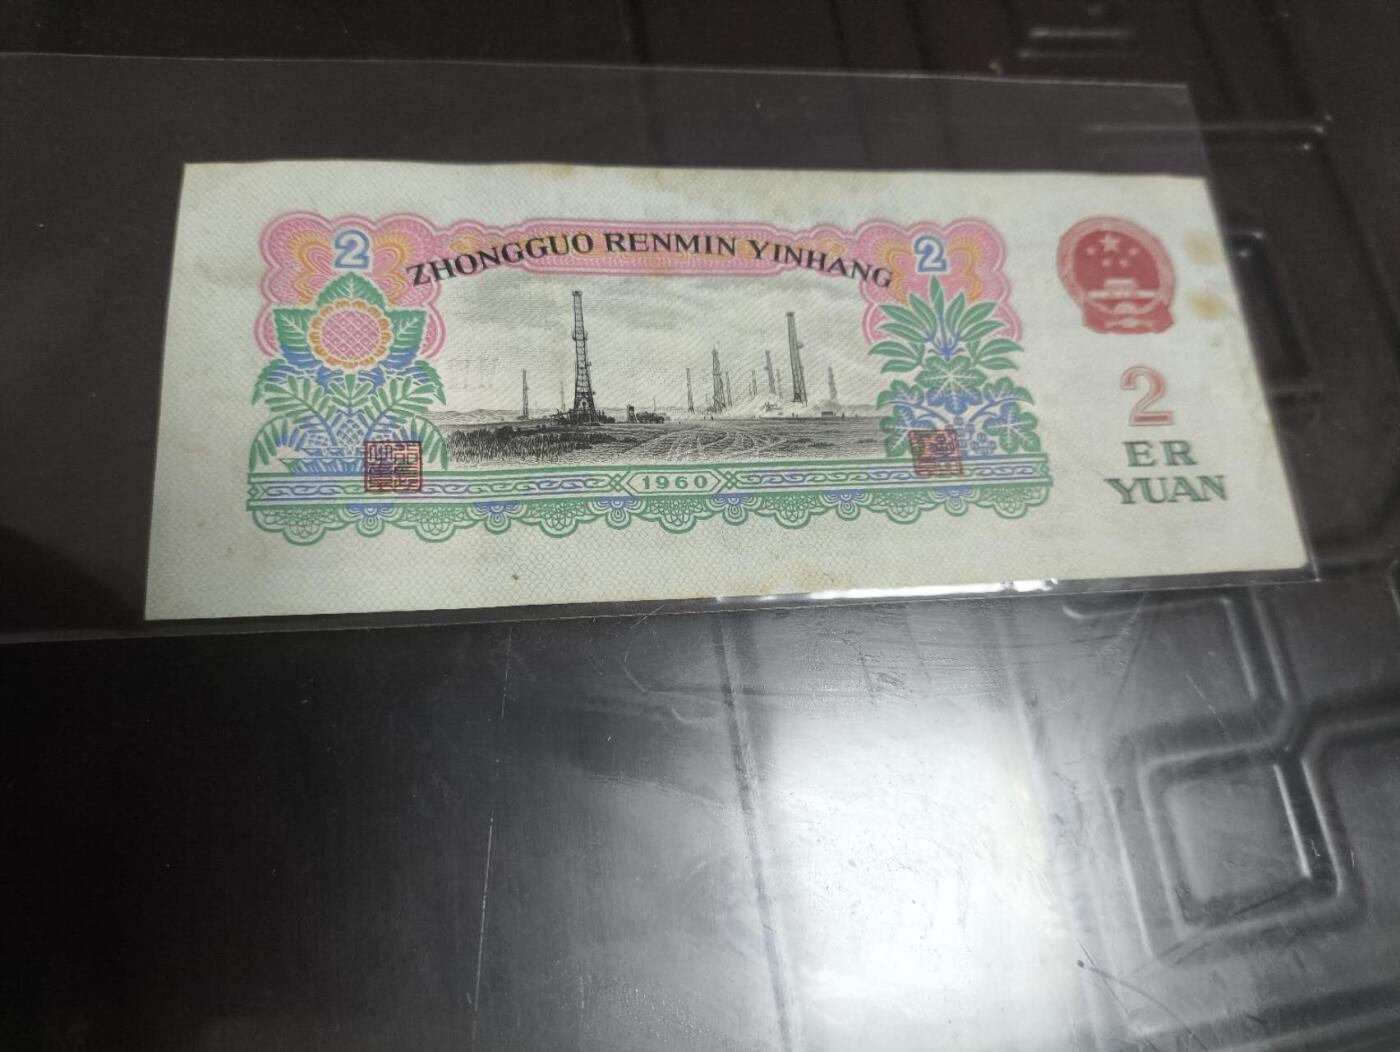 2
ZHONGGUO RENMIN YINHANG
2
2
ER
YUAN
1960